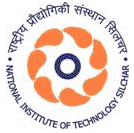 राष्ट्रीय प्रौद्योगिकी संस्थान सिलचर
NATIONAL INSTITUTE OF TECHNOLOGY SILCHAR